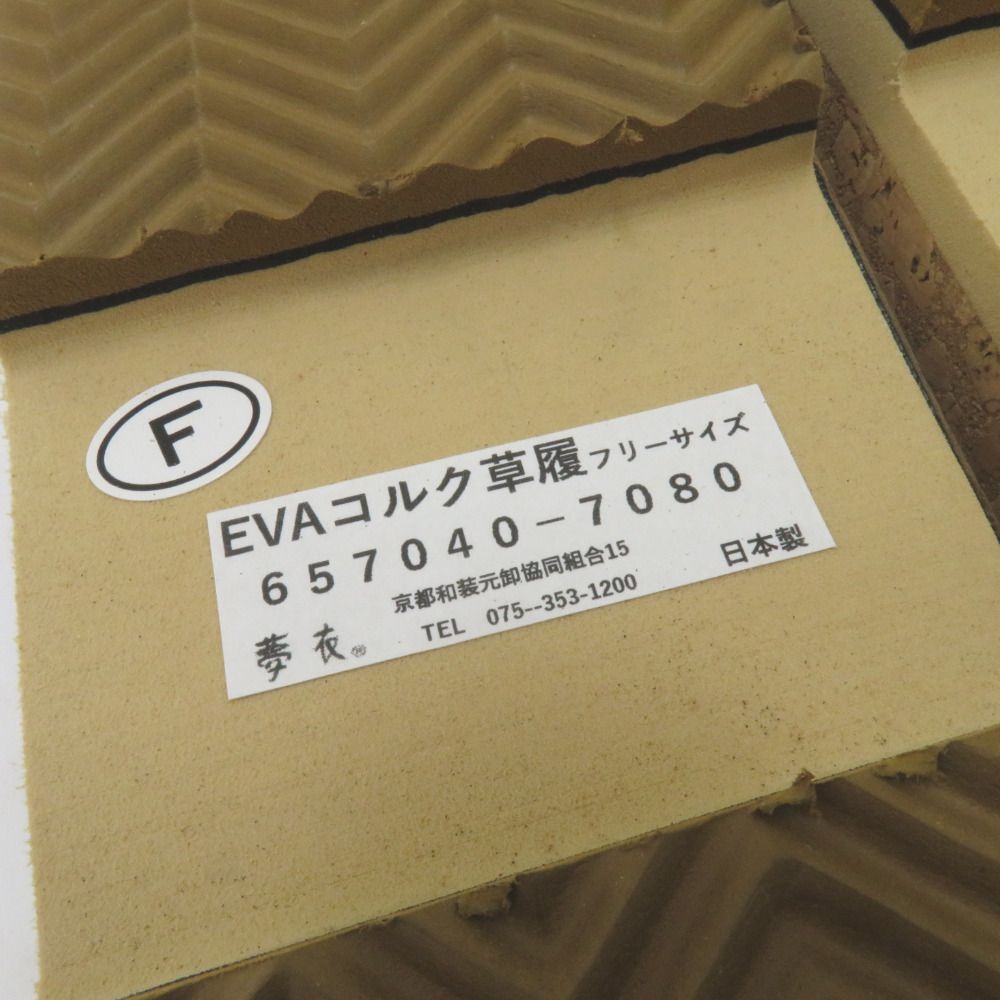 F
EVAコルク草履フリーサイズ
657040-7080
京都和装元卸協同組合15
日本製
夢衣
TEL 075--353-1200